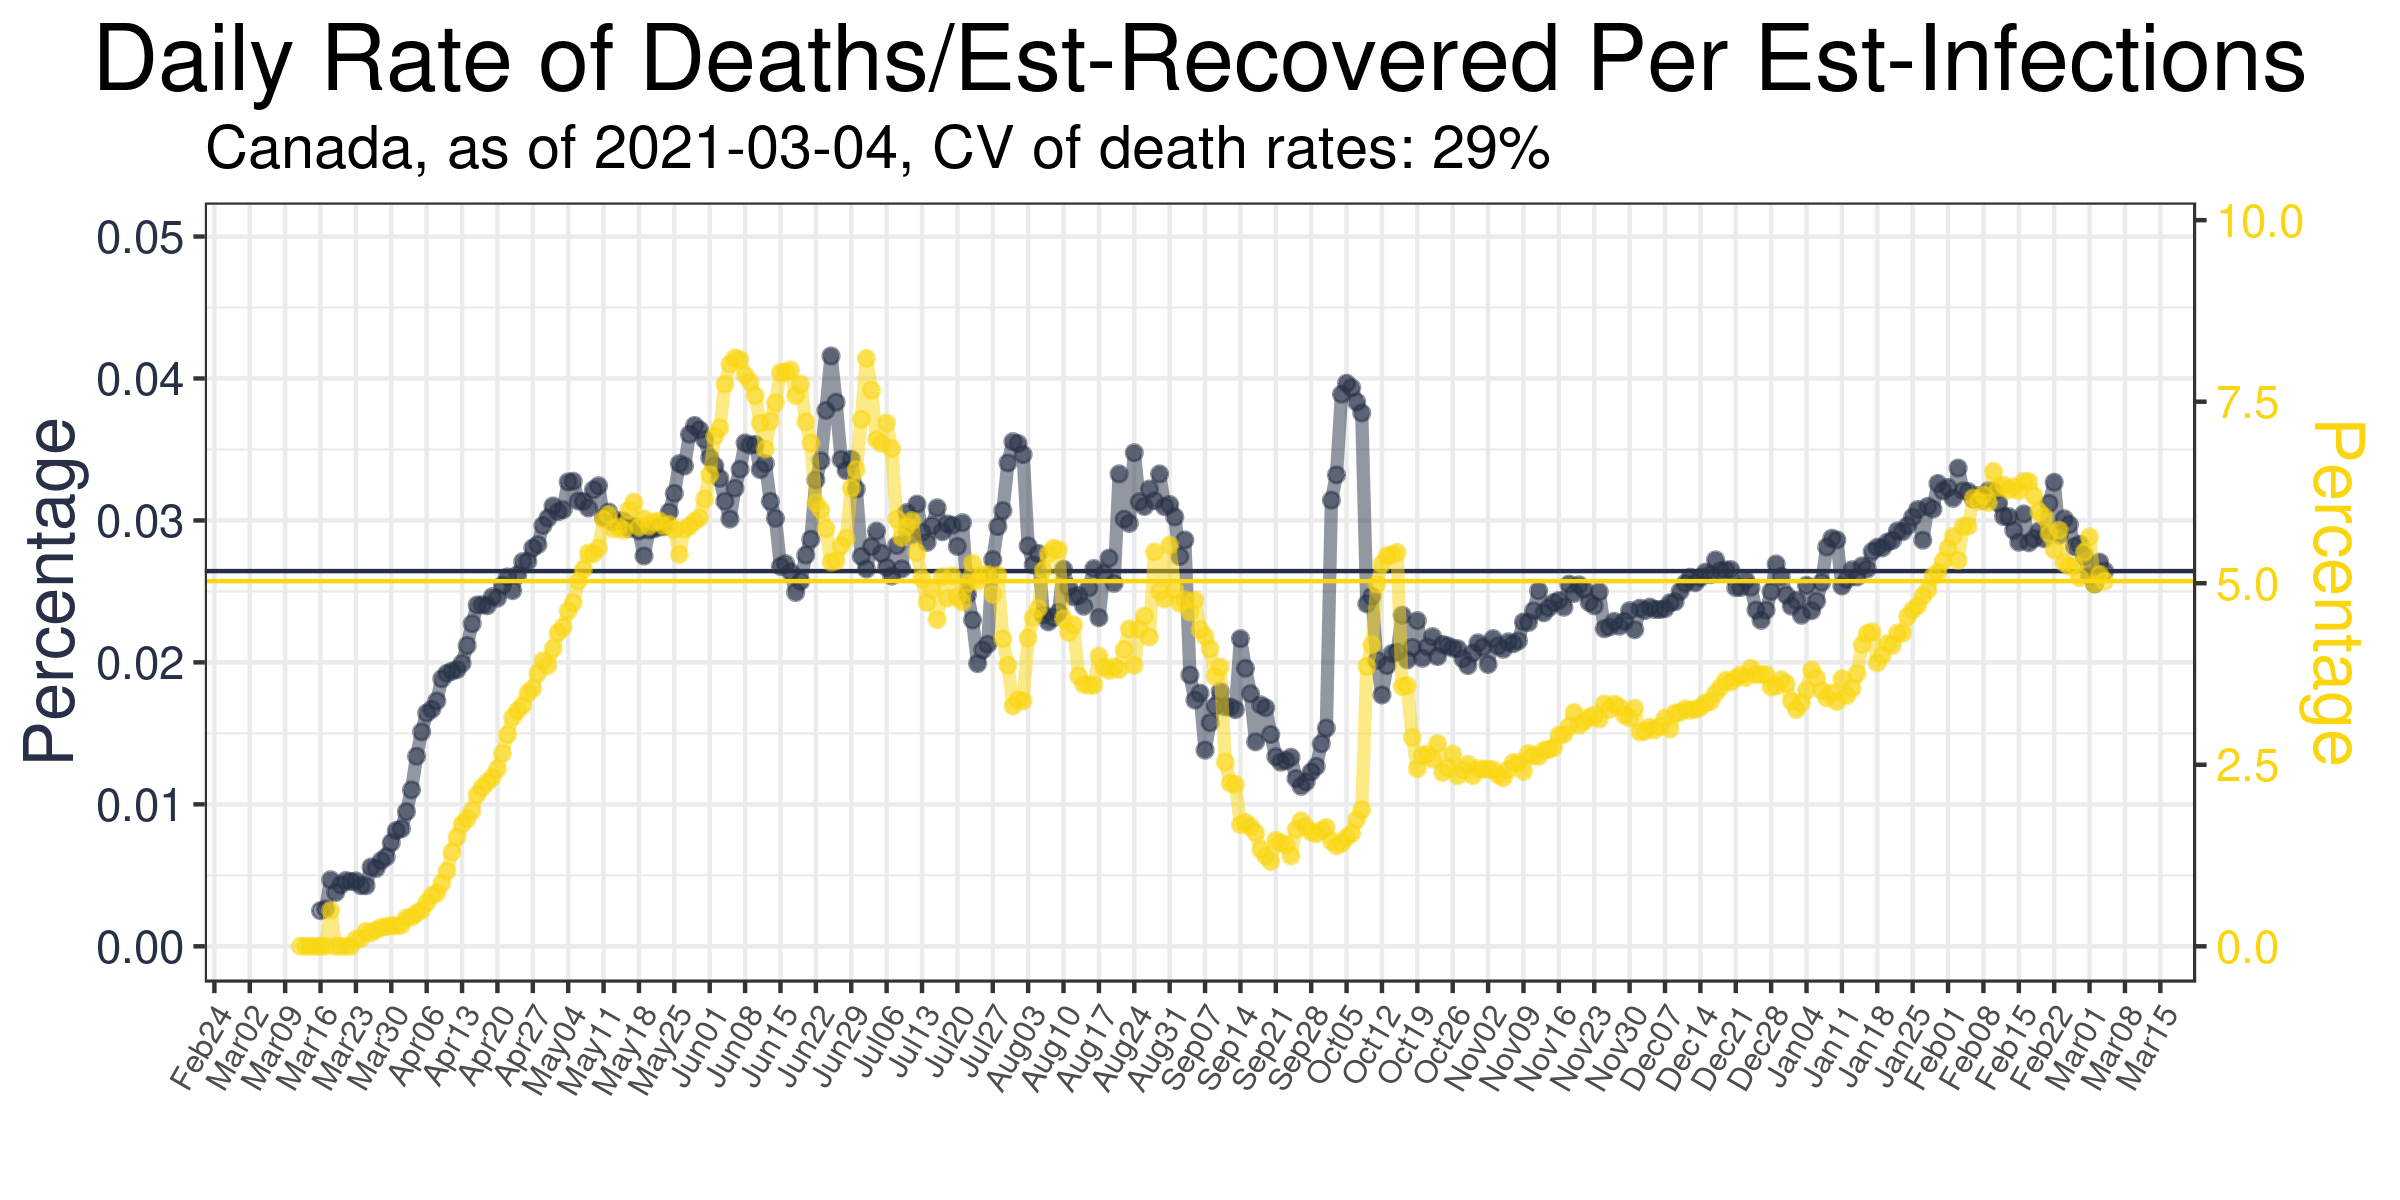 Daily Rate of Deaths/Est-Recovered Per Est-Infections
Canada, as of 2021-03-04, CV of death rates: 29%
Percentage
0.05
0.04
0.03
0.02
0.01
0.00
10.0
7.5
5.0
2.5
0.0
Percentage
Feb24
Mar02
Mar09
Mar16
Mar23
Mar30
Apr06
Apr13
Apr20
Apr27
May04
May11
May18
May25
Jun01
Jun08
Jun15
Jun22
Jun29
Jul06
Jul13
Jul20
Jul27
Aug03
Aug10
Aug17
Aug24
Aug31
Sep07
Sep14
Sep21
Sep28
Oct05
Oct12
Oct19
Oct26
Nov02
Nov09
Nov16
Nov23
Nov30
Dec07
Dec14
Dec21
Dec28
Jan04
Jan11
Jan18
Jan25
Feb01
Feb08
Feb15
Feb22
Mar01
Mar08
Mar15